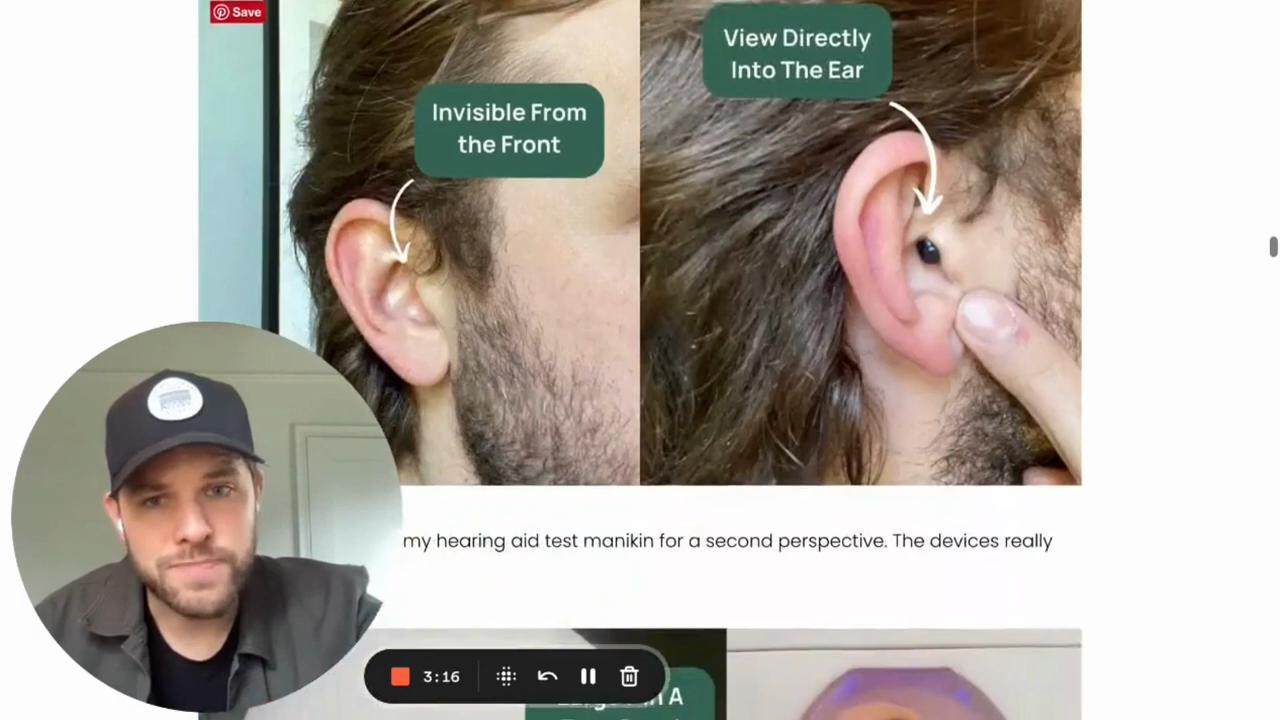 Save
Invisible From
the Front
View Directly
Into The Ear
my hearing aid test manikin for a second perspective. The devices really
3:16